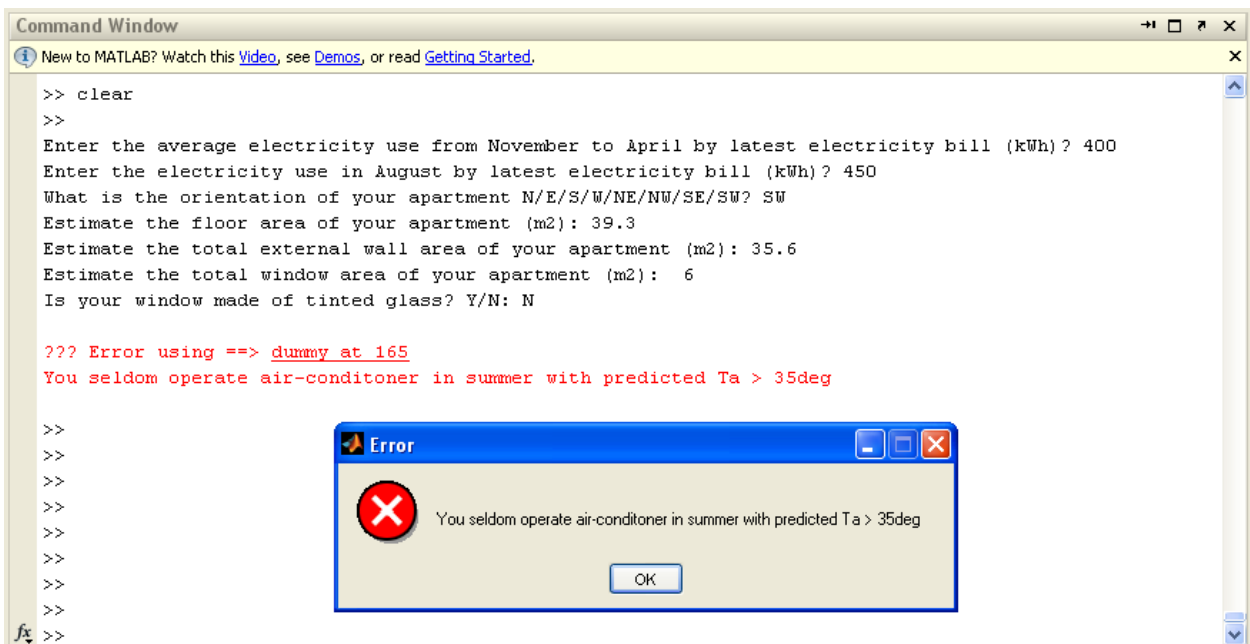 Command Window
New to MATLAB? Watch this Video, see Demos, or read Getting Started.
>> clear
>>
Enter the average electricity use from November to April by latest electricity bill (kWh)? 400
Enter the electricity use in August by latest electricity bill (kWh)? 450
What is the orientation of your apartment N/E/S/W/NE/NW/SE/SW? SW
Estimate the floor area of your apartment (m2): 39.3
Estimate the total external wall area of your apartment (m2): 35.6
Estimate the total window area of your apartment (m2):  6
Is your window made of tinted glass? Y/N: N
??? Error using ==> dummy at 165
You seldom operate air-conditoner in summer with predicted Ta > 35deg
>>
>>
>>
>>
>>
>>
>>
>>
fx >>
Error
You seldom operate air-conditoner in summer with predicted Ta > 35deg
OK